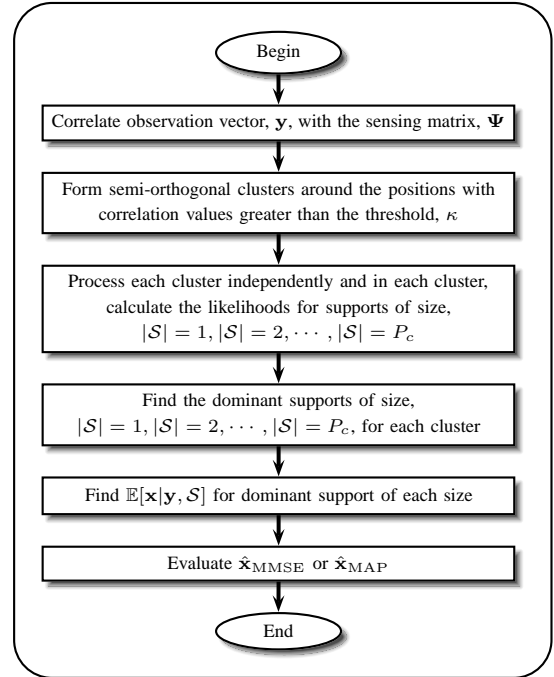 Begin
Correlate observation vector, 𝐲, with the sensing matrix, 𝚿
Form semi-orthogonal clusters around the positions with
correlation values greater than the threshold, κ
Process each cluster independently and in each cluster,
calculate the likelihoods for supports of size,
|𝒮| = 1, |𝒮| = 2, ⋯ , |𝒮| = P_c
Find the dominant supports of size,
|𝒮| = 1, |𝒮| = 2, ⋯ , |𝒮| = P_c, for each cluster
Find 𝔼[𝐱|𝐲, 𝒮] for dominant support of each size
Evaluate 𝐱̂_MMSE or 𝐱̂_MAP
End